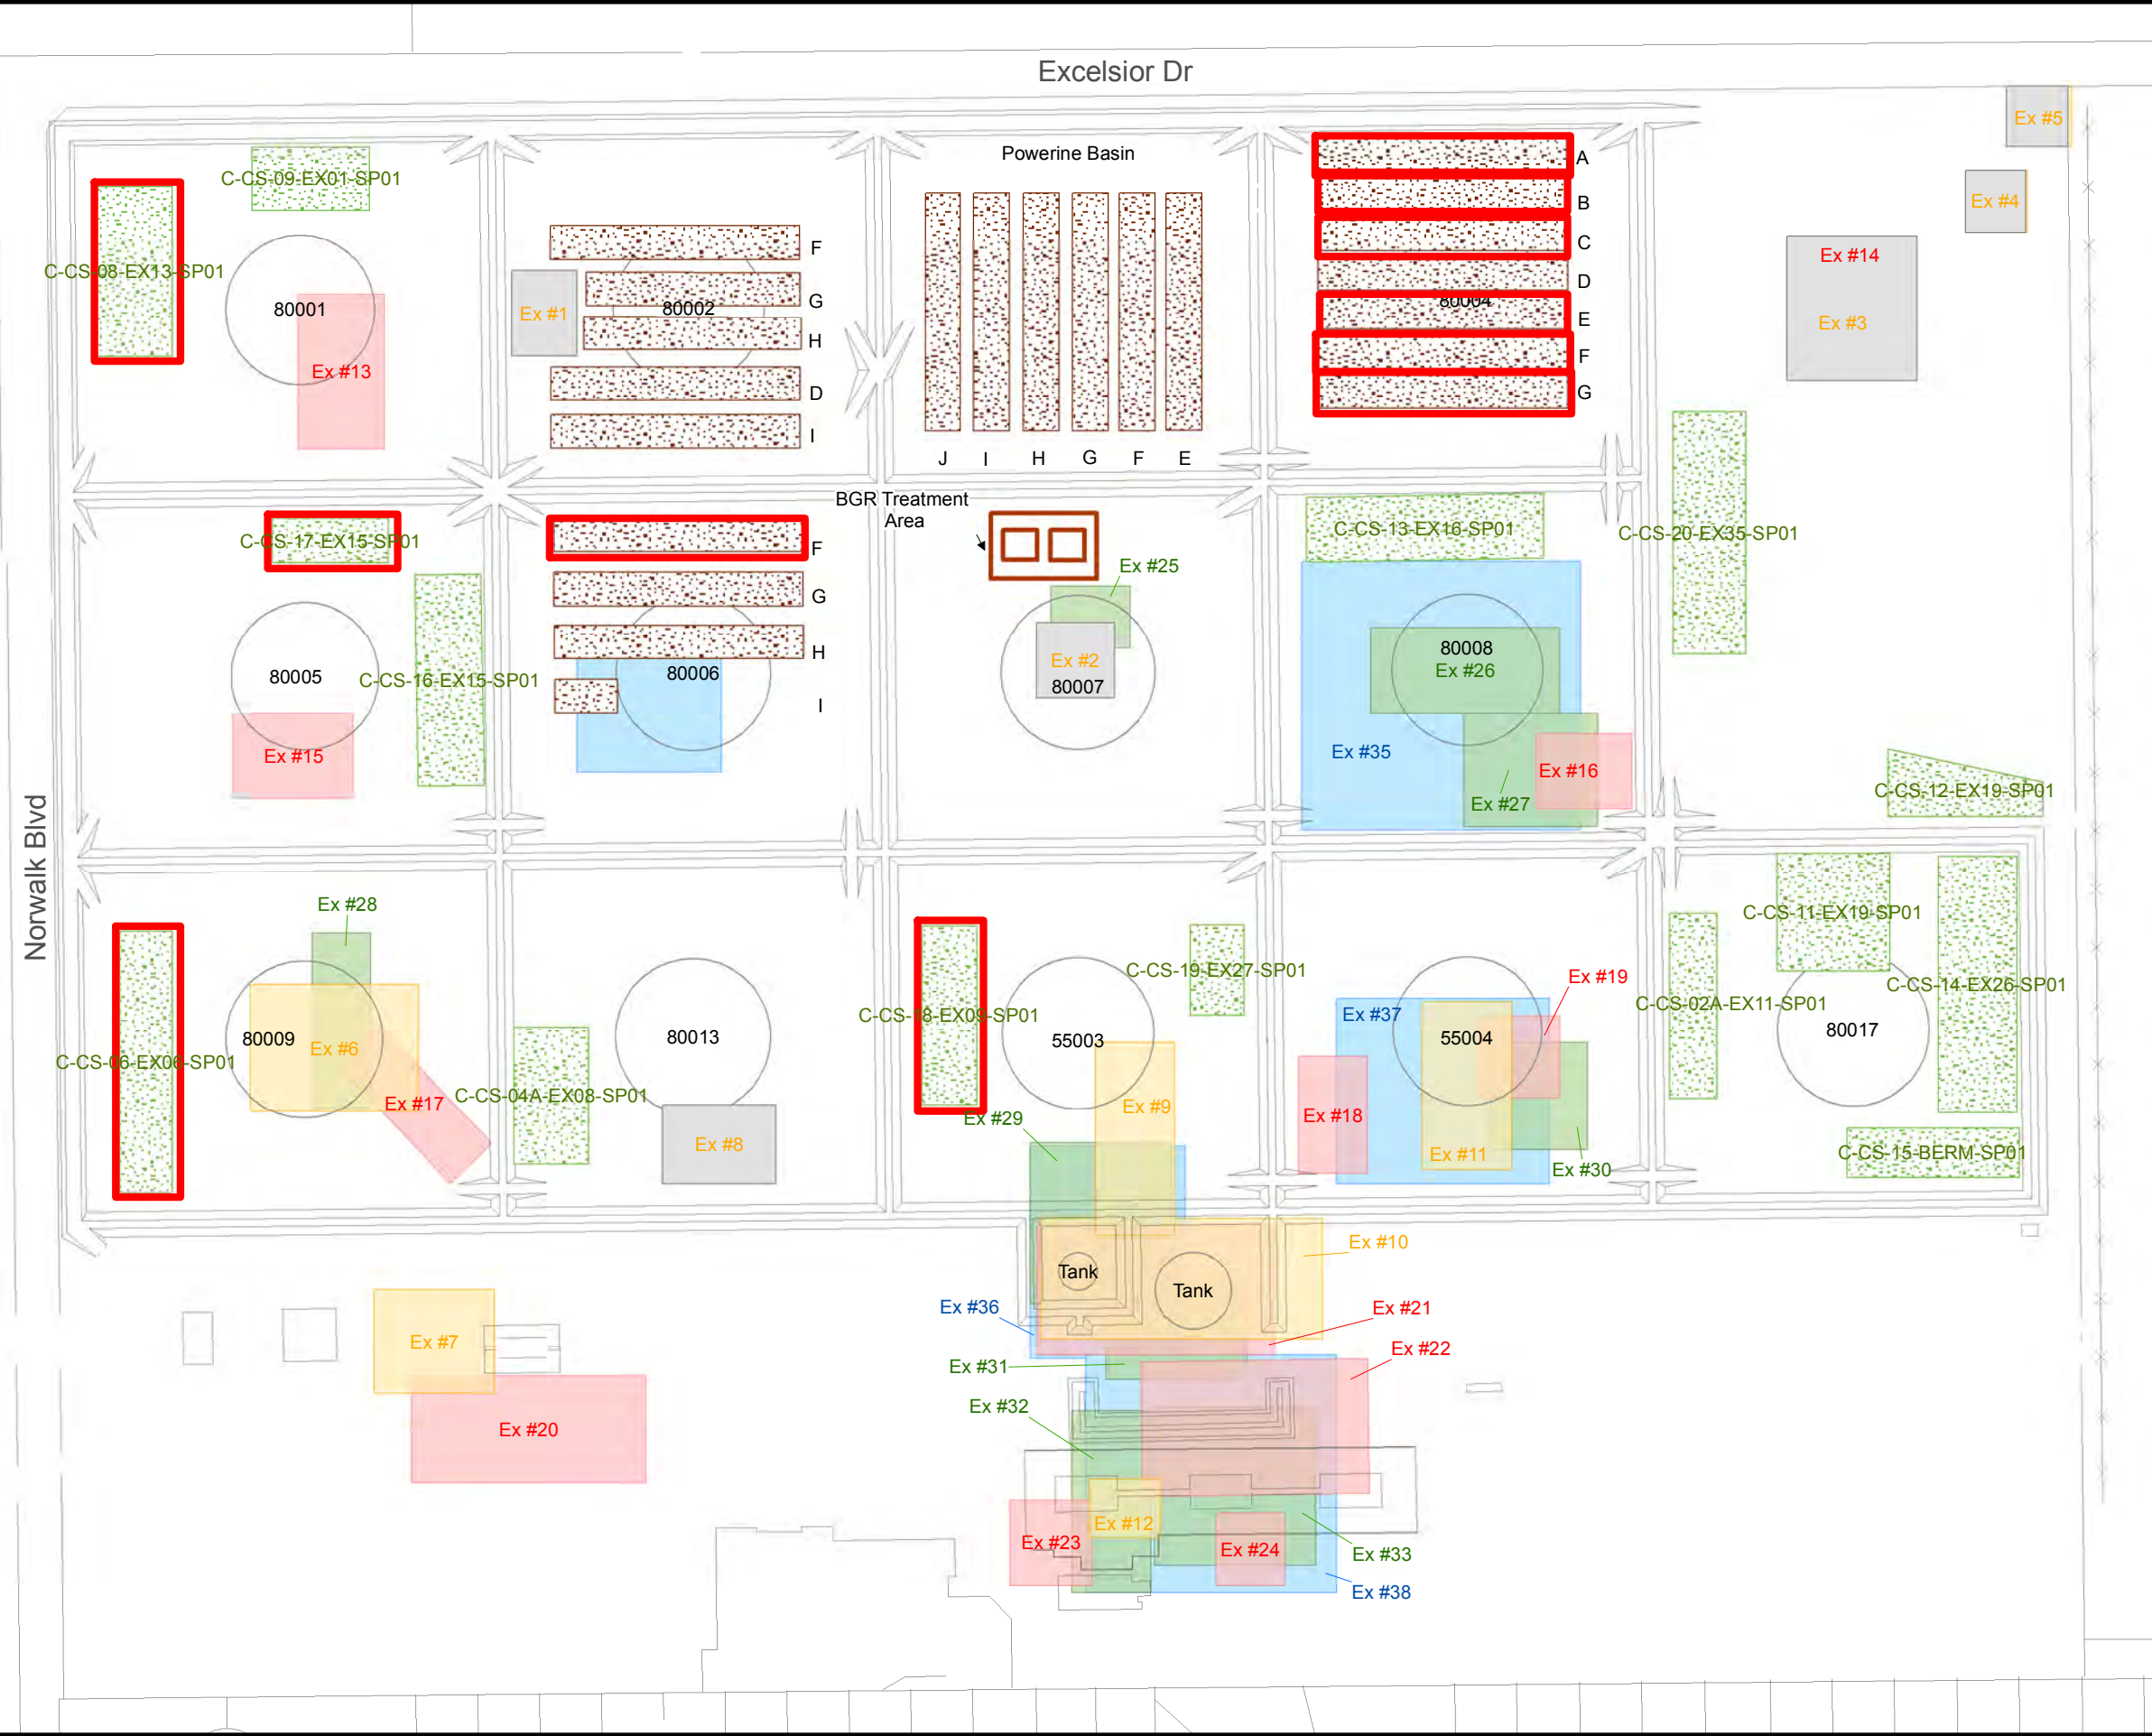 Excelsior Dr
Norwalk Blvd
Ex #5
Ex #4
Ex #14
Ex #3
Powerine Basin
C-CS-09-EX01-SP01
C-CS-08-EX13-SP01
80001
Ex #13
Ex #1
80002
F
G
H
D
I
J
I
H
G
F
E
A
B
C
D
80004
E
F
G
BGR Treatment
Area
C-CS-17-EX15-SP01
C-CS-16-EX15-SP01
80005
Ex #15
F
G
H
I
80006
Ex #25
Ex #2
80007
C-CS-13-EX16-SP01
C-CS-20-EX35-SP01
80008
Ex #26
Ex #35
Ex #16
Ex #27
C-CS-12-EX19-SP01
Ex #28
80009
Ex #6
C-CS-06-EX06-SP01
Ex #17
C-CS-04A-EX08-SP01
80013
Ex #8
C-CS-18-EX09-SP01
55003
C-CS-19-EX27-SP01
Ex #9
Ex #29
Ex #37
55004
Ex #19
Ex #18
Ex #11
Ex #30
C-CS-11-EX19-SP01
C-CS-14-EX26-SP01
C-CS-02A-EX11-SP01
80017
C-CS-15-BERM-SP01
Ex #10
Tank
Tank
Ex #36
Ex #21
Ex #22
Ex #31
Ex #32
Ex #7
Ex #20
Ex #12
Ex #23
Ex #24
Ex #33
Ex #38